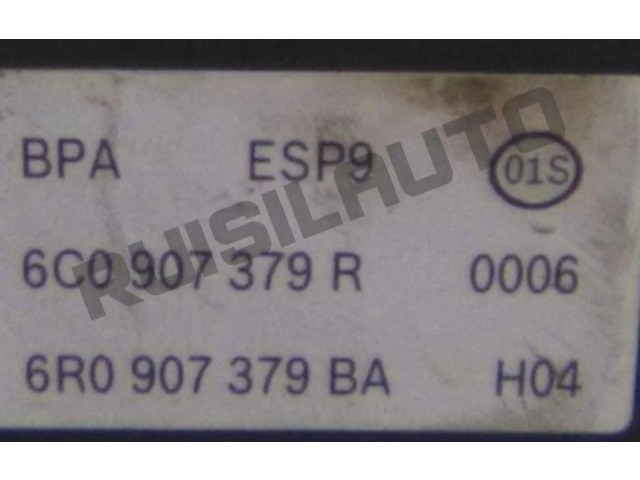 BPA ESP9 01S
6C0 907 379 R 0006
6R0 907 379 BA H04
RUISILAUTO